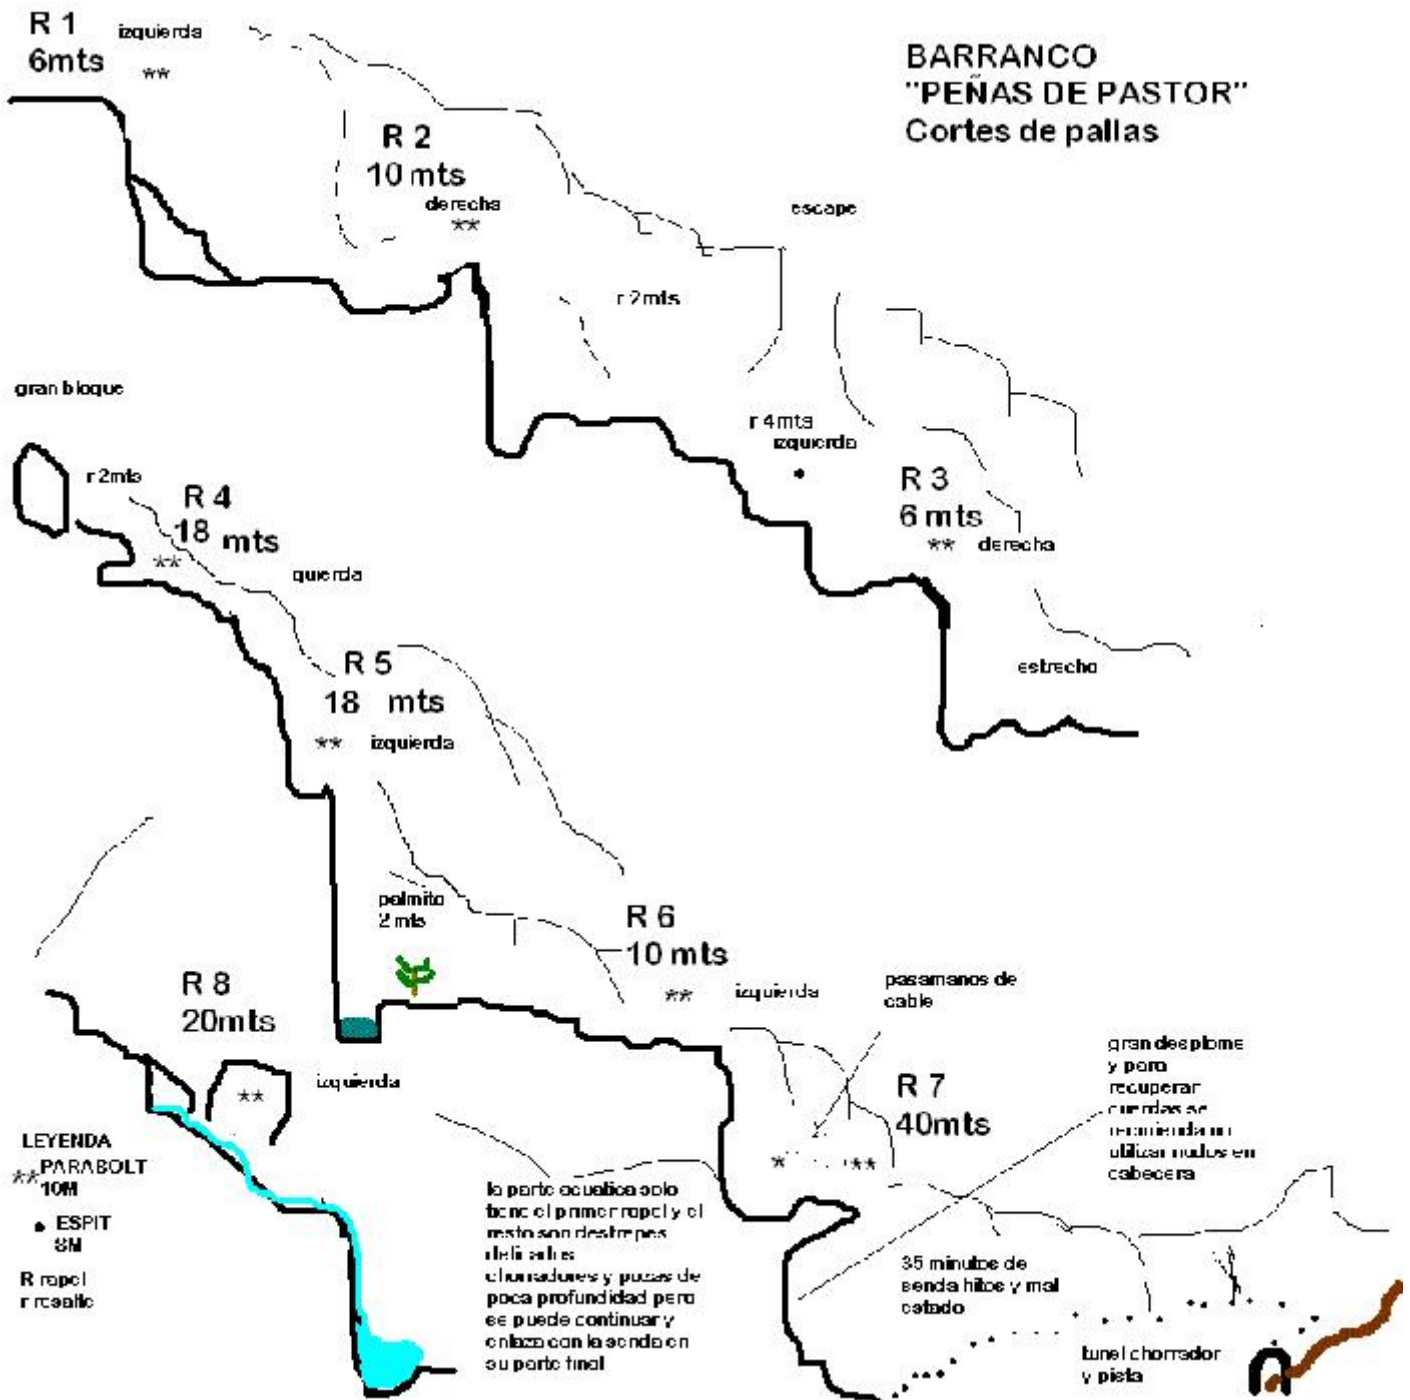 R 1
6mts
izquierda
**
BARRANCO
"PEÑAS DE PASTOR"
Cortes de pallas
R 2
10 mts
derecha
**
escape
r 2mts
gran bloque
r 4mts
izquierda
R 3
6 mts
** derecha
estrecho
r 2mts
R 4
18 mts
**
quierda
R 5
18 mts
** izquierda
palmito
2 mts
R 6
10 mts
** izquierda
pasamanos de
cable
R 7
40mts
* **
gran desplome
y para
recuperar
cuerdas se
recomienda no
utilizar nudos en
cabecera
R 8
20mts
**
izquierda
LEYENDA
** PARABOLT
10M
• ESPIT
8M
R rapel
r resalte
la parte acuatica solo
tiene el primer rapel y el
resto son destrepes
delicados
chorradores y pozas de
poca profundidad pero
se puede continuar y
enlaza con la senda en
su parte final
35 minutos de
senda hitos y mal
estado
tunel chorrador
y pista